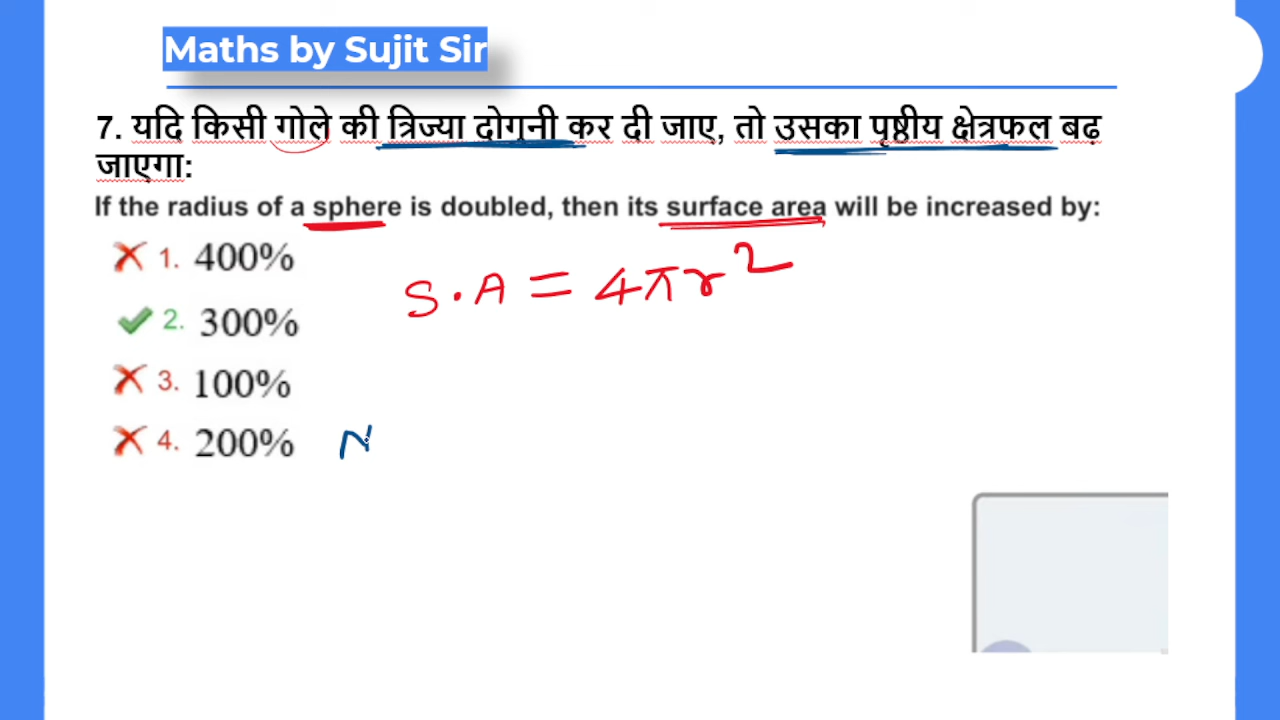 Maths by Sujit Sir
7. यदि किसी गोले की त्रिज्या दोगुनी कर दी जाए, तो उसका पृष्ठीय क्षेत्रफल बढ़
जाएगा:
If the radius of a sphere is doubled, then its surface area will be increased by:
1. 400%
S.A = 4πr²
2. 300%
3. 100%
4. 200% N